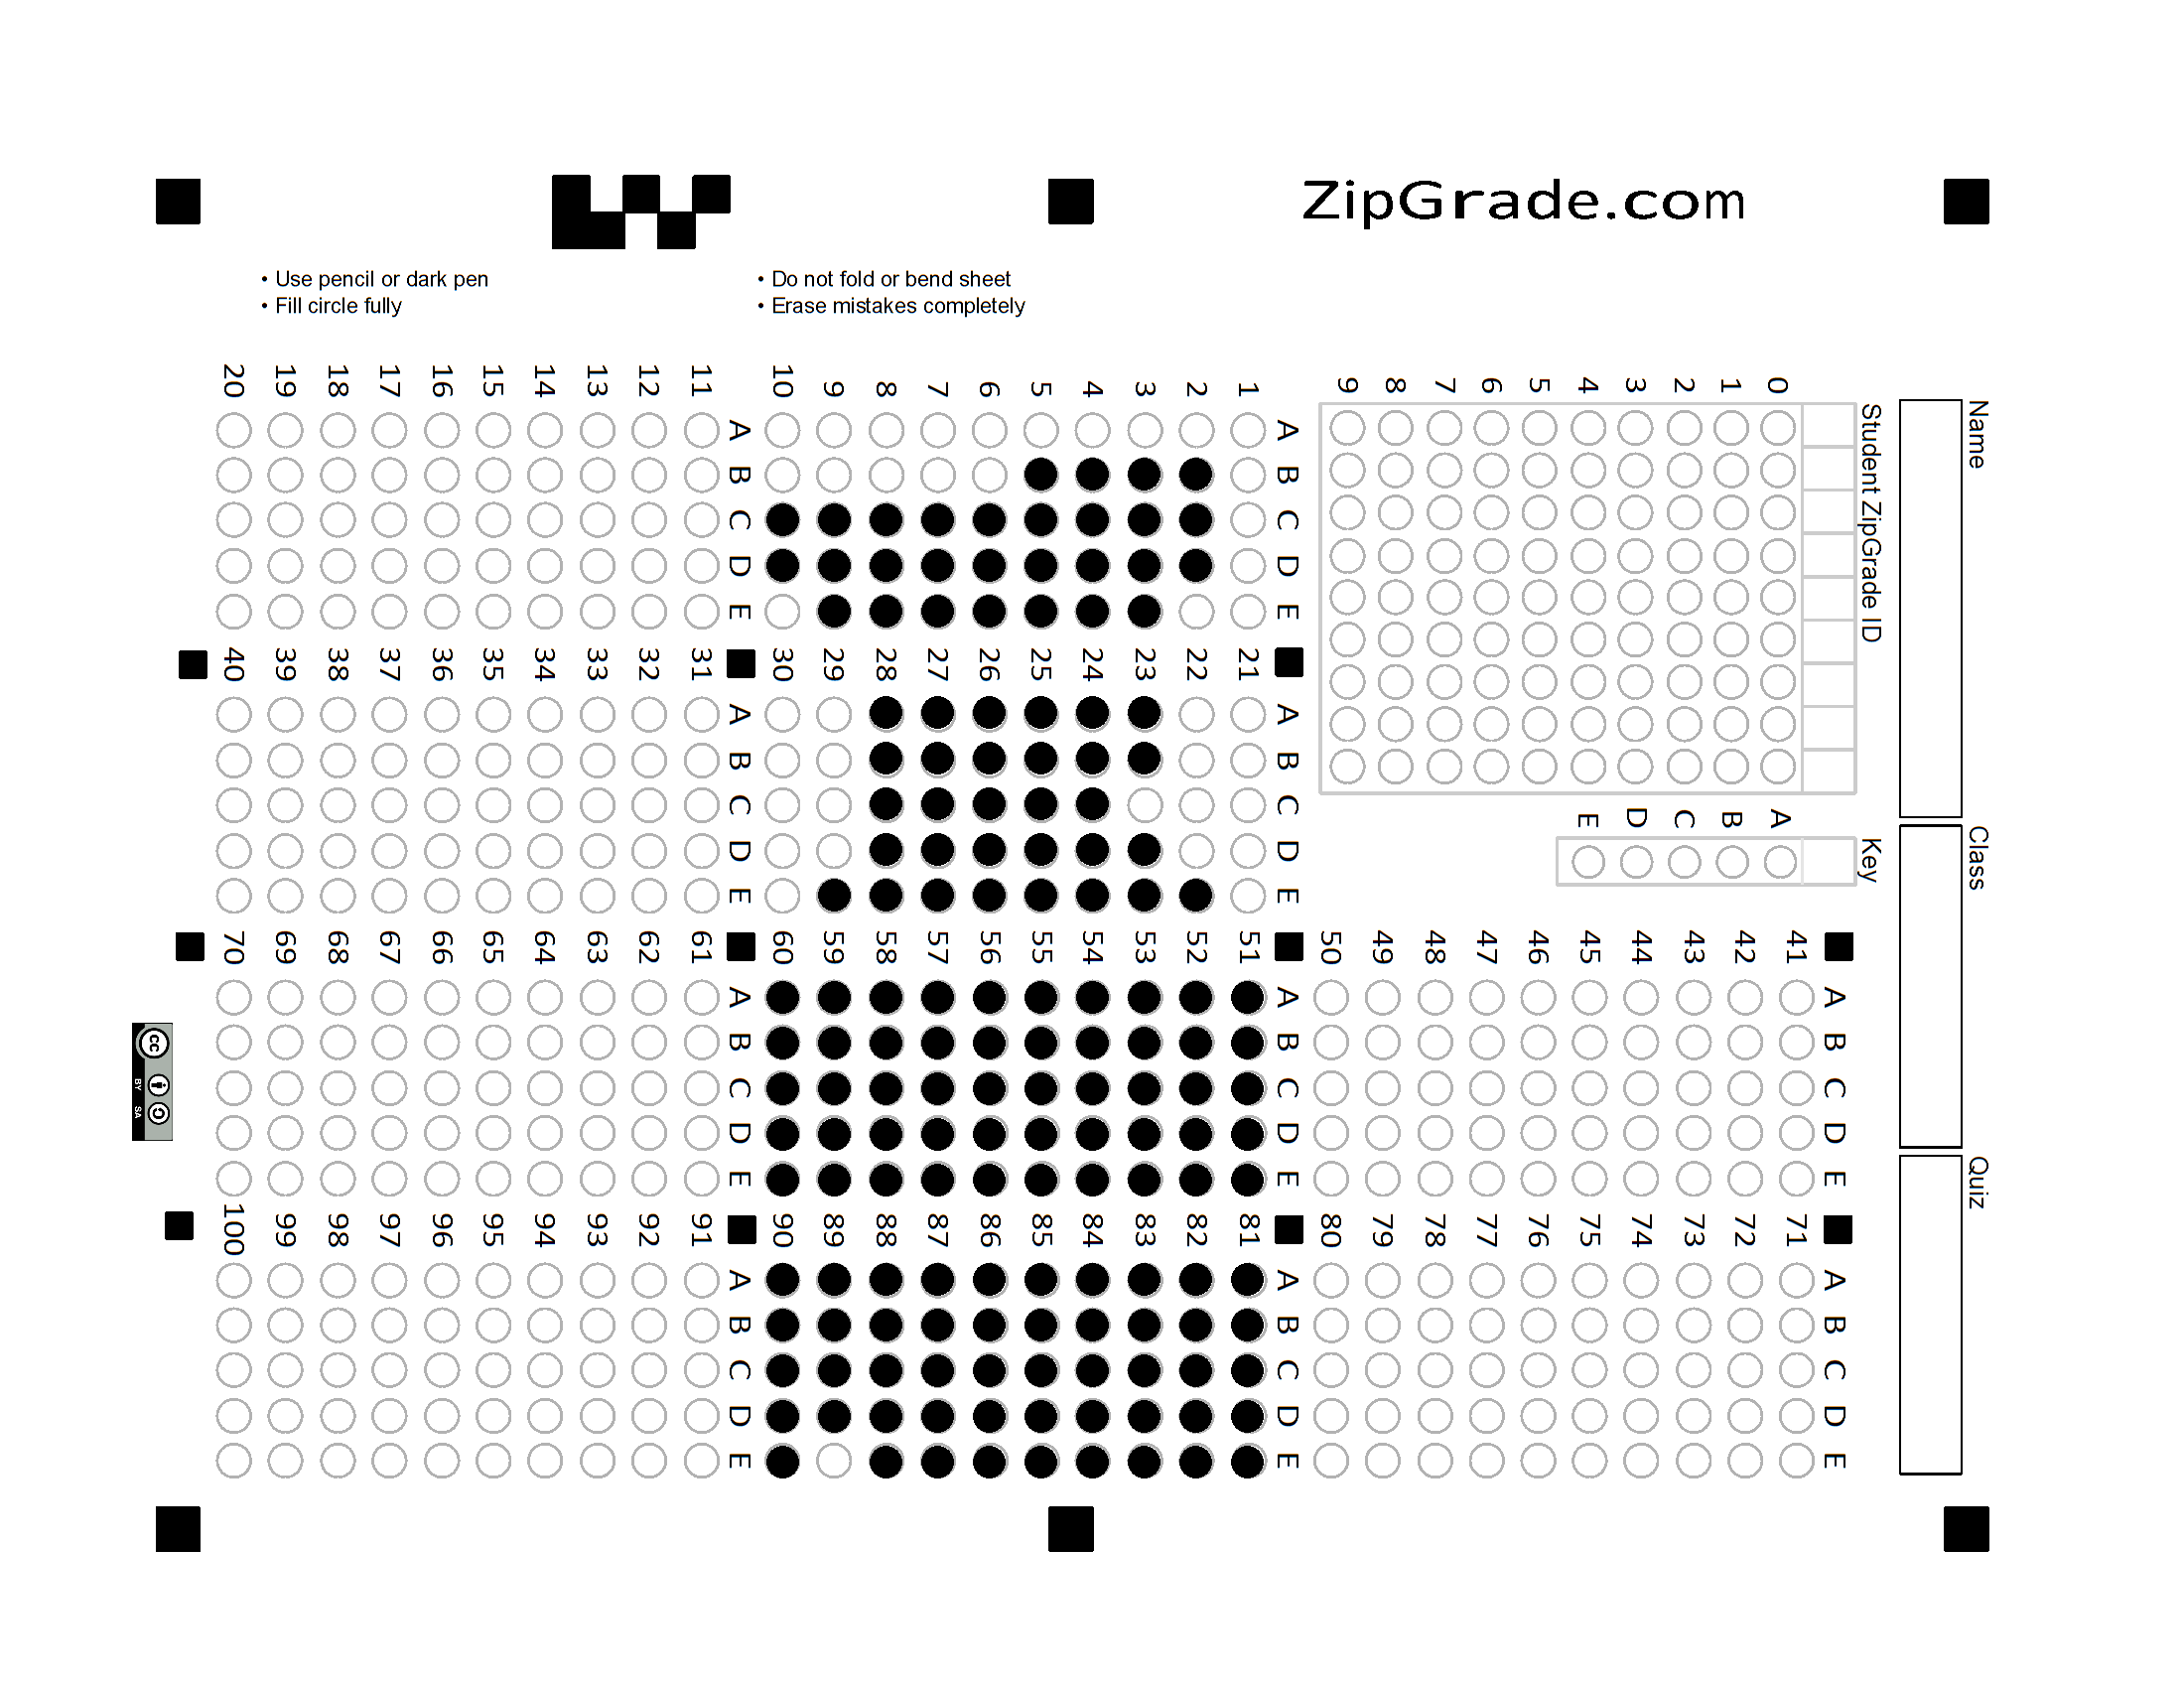 ZipGrade.com
• Use pencil or dark pen
• Fill circle fully
• Do not fold or bend sheet
• Erase mistakes completely
Name
Class
Quiz
Student ZipGrade ID
0 1 2 3 4 5 6 7 8 9
Key
A B C D E
A B C D E
1 2 3 4 5 6 7 8 9 10
A B C D E
11 12 13 14 15 16 17 18 19 20
A B C D E
21 22 23 24 25 26 27 28 29 30
A B C D E
31 32 33 34 35 36 37 38 39 40
A B C D E
41 42 43 44 45 46 47 48 49 50
A B C D E
51 52 53 54 55 56 57 58 59 60
A B C D E
61 62 63 64 65 66 67 68 69 70
A B C D E
71 72 73 74 75 76 77 78 79 80
A B C D E
81 82 83 84 85 86 87 88 89 90
A B C D E
91 92 93 94 95 96 97 98 99 100
A B C D E
cc
BY SA